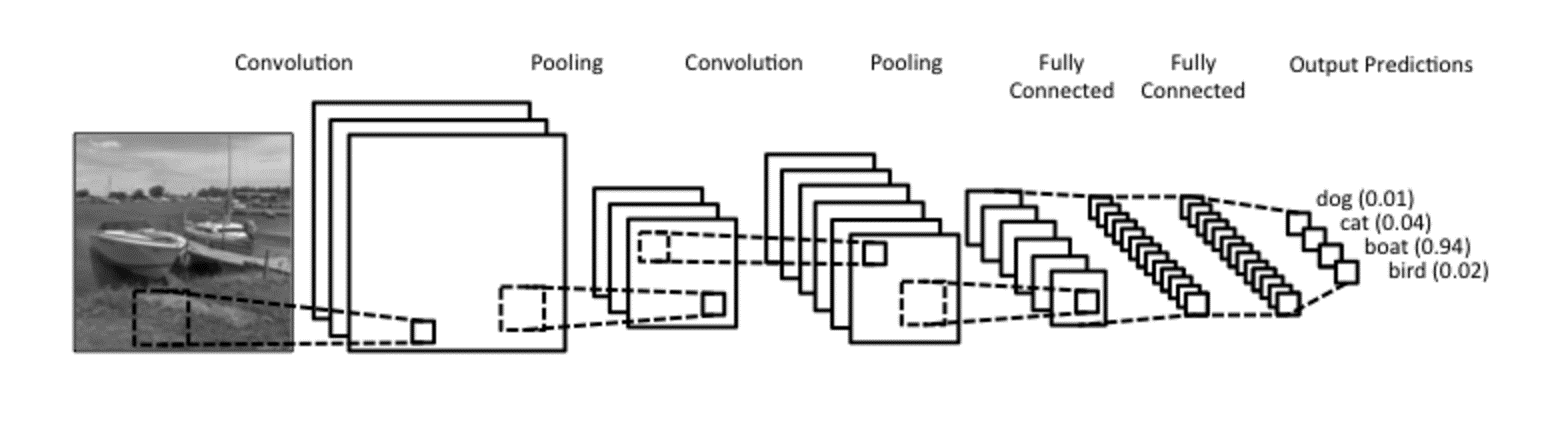 Convolution
Pooling
Convolution
Pooling
Fully
Connected
Fully
Connected
Output Predictions
dog (0.01)
cat (0.04)
boat (0.94)
bird (0.02)